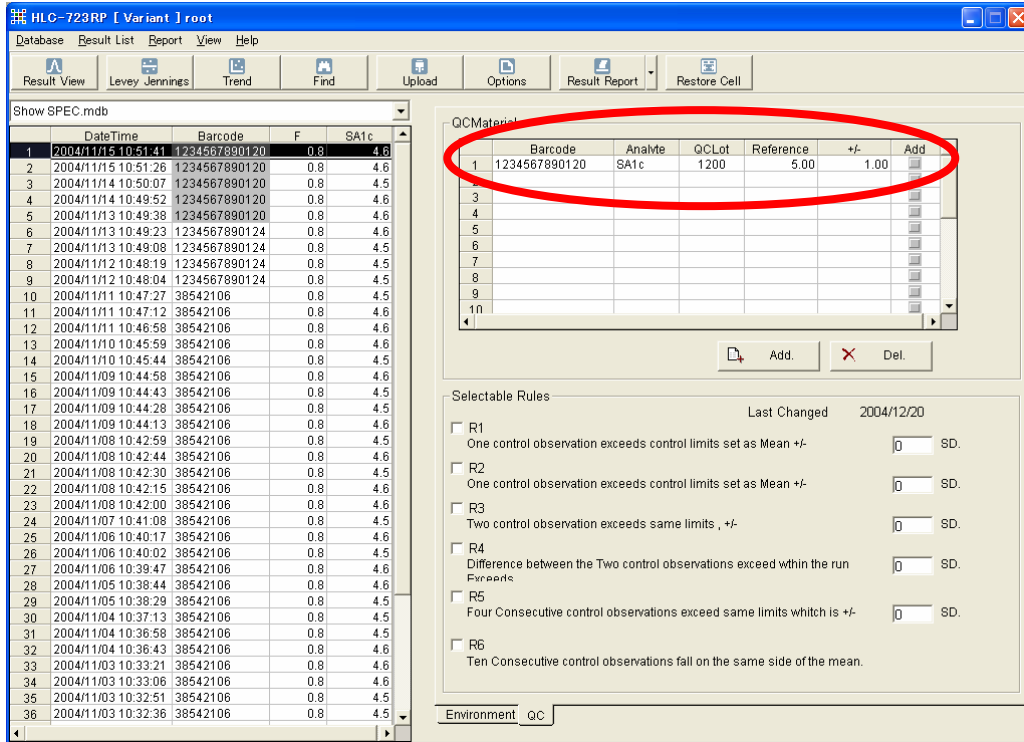 HLC-723RP [ Variant ] root
Database Result List Report View Help
Result View Levey Jennings Trend Find Upload Options Result Report Restore Cell
Show SPEC.mdb
DateTime Barcode F SA1c
1 2004/11/15 10:51:41 1234567890120 0.8 4.6
2 2004/11/15 10:51:26 1234567890120 0.8 4.6
3 2004/11/14 10:50:07 1234567890120 0.8 4.5
4 2004/11/14 10:49:52 1234567890120 0.8 4.6
5 2004/11/13 10:49:38 1234567890120 0.8 4.6
6 2004/11/13 10:49:23 1234567890124 0.8 4.6
7 2004/11/13 10:49:08 1234567890124 0.8 4.5
8 2004/11/12 10:48:19 1234567890124 0.8 4.5
9 2004/11/12 10:48:04 1234567890124 0.8 4.5
10 2004/11/11 10:47:27 38542106 0.8 4.5
11 2004/11/11 10:47:12 38542106 0.8 4.6
12 2004/11/11 10:46:58 38542106 0.8 4.6
13 2004/11/10 10:45:59 38542106 0.8 4.6
14 2004/11/10 10:45:44 38542106 0.8 4.5
15 2004/11/09 10:44:58 38542106 0.8 4.6
16 2004/11/09 10:44:43 38542106 0.8 4.5
17 2004/11/09 10:44:28 38542106 0.8 4.5
18 2004/11/09 10:44:13 38542106 0.8 4.6
19 2004/11/08 10:42:59 38542106 0.8 4.5
20 2004/11/08 10:42:44 38542106 0.8 4.6
21 2004/11/08 10:42:30 38542106 0.8 4.5
22 2004/11/08 10:42:15 38542106 0.8 4.6
23 2004/11/08 10:42:00 38542106 0.8 4.6
24 2004/11/07 10:41:08 38542106 0.8 4.5
25 2004/11/06 10:40:17 38542106 0.8 4.6
26 2004/11/06 10:40:02 38542106 0.8 4.5
27 2004/11/06 10:39:47 38542106 0.8 4.6
28 2004/11/05 10:38:44 38542106 0.8 4.6
29 2004/11/05 10:38:29 38542106 0.8 4.5
30 2004/11/04 10:37:13 38542106 0.8 4.5
31 2004/11/04 10:36:58 38542106 0.8 4.5
32 2004/11/04 10:36:43 38542106 0.8 4.6
33 2004/11/03 10:33:21 38542106 0.8 4.6
34 2004/11/03 10:33:06 38542106 0.8 4.6
35 2004/11/03 10:32:51 38542106 0.8 4.5
36 2004/11/03 10:32:36 38542106 0.8 4.5
QCMaterial
Barcode Analyte QCLot Reference +/- Add
1 1234567890120 SA1c 1200 5.00 1.00
2
3
4
5
6
7
8
9
10
Add. Del.
Selectable Rules
Last Changed 2004/12/20
R1
One control observation exceeds control limits set as Mean +/- 0 SD.
R2
One control observation exceeds control limits set as Mean +/- 0 SD.
R3
Two control observation exceeds same limits , +/- 0 SD.
R4
Difference between the Two control observations exceed wthin the run 0 SD.
Exceeds
R5
Four Consecutive control observations exceed same limits whitch is +/- 0 SD.
R6
Ten Consecutive control observations fall on the same side of the mean.
Environment QC